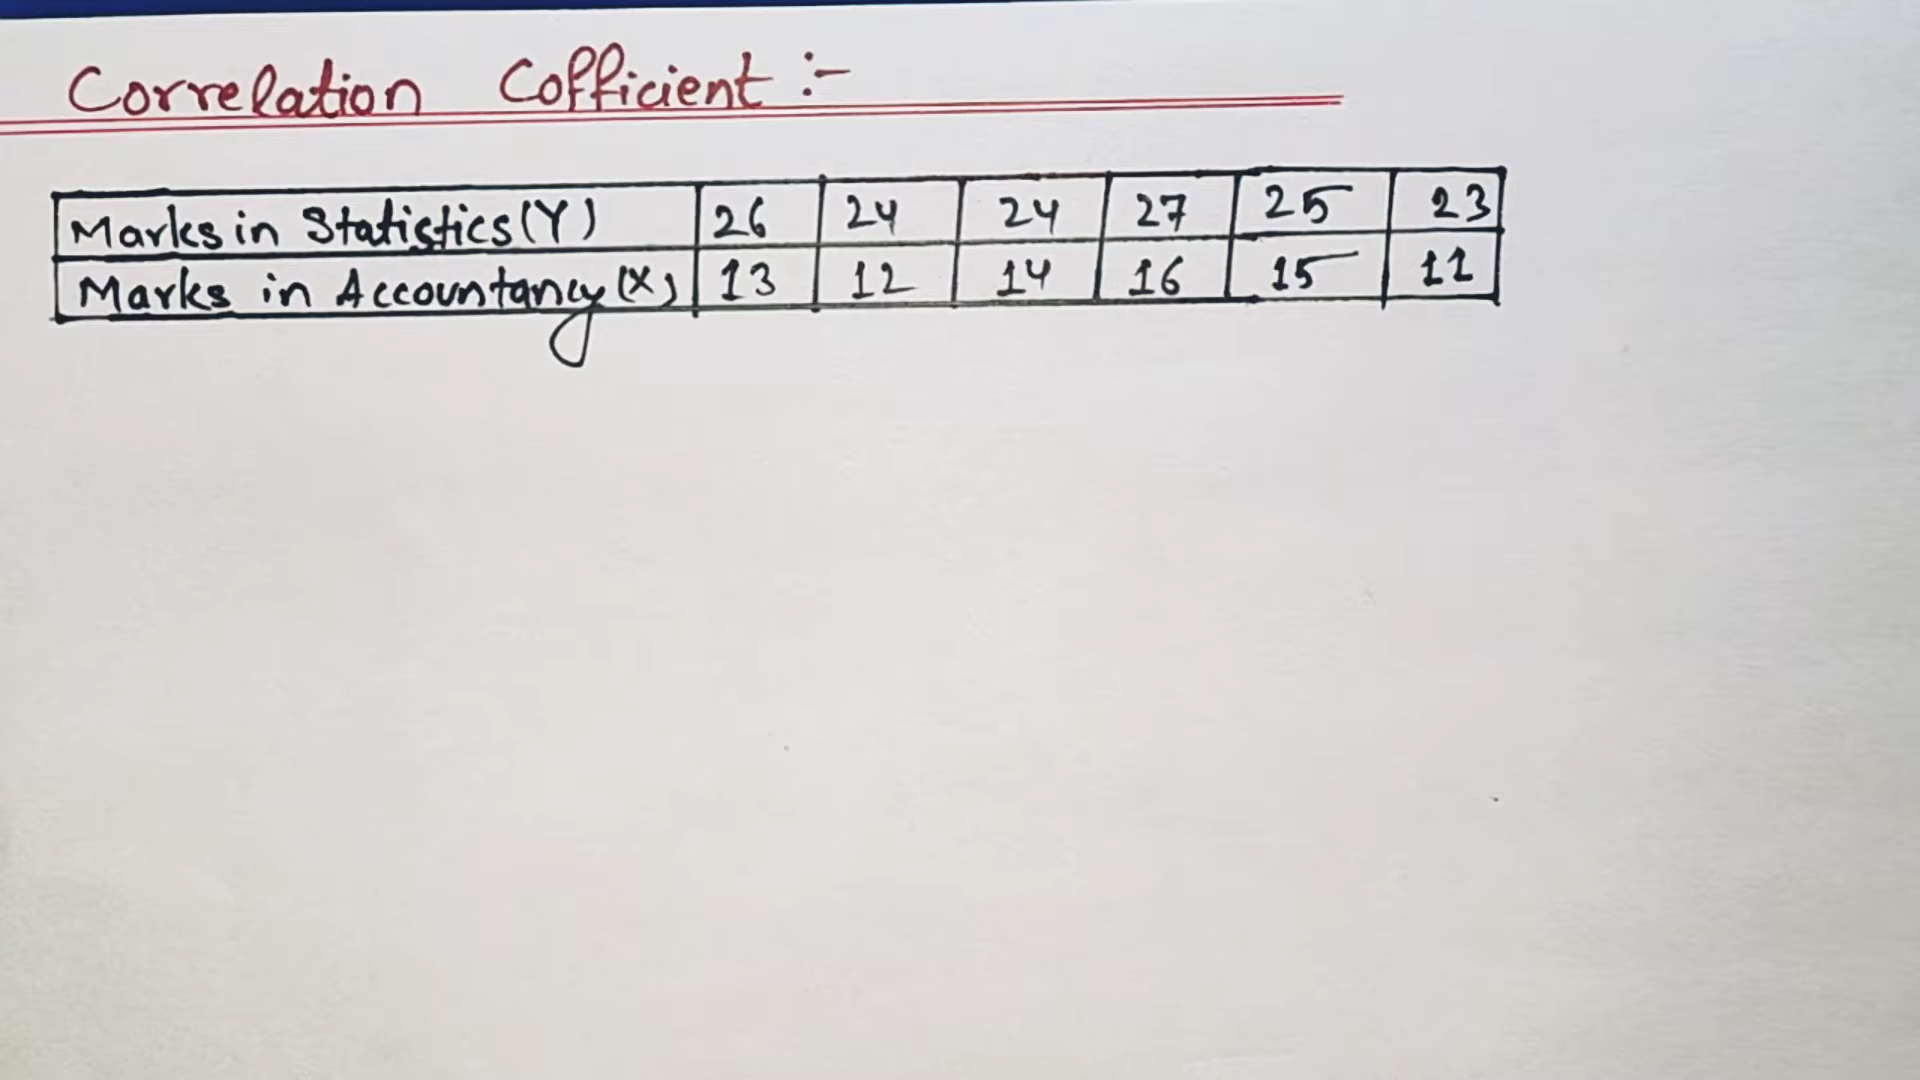 Correlation Cofficient :-
Marks in Statistics (Y) 26 24 24 27 25 23
Marks in Accountancy (X) 13 12 14 16 15 11